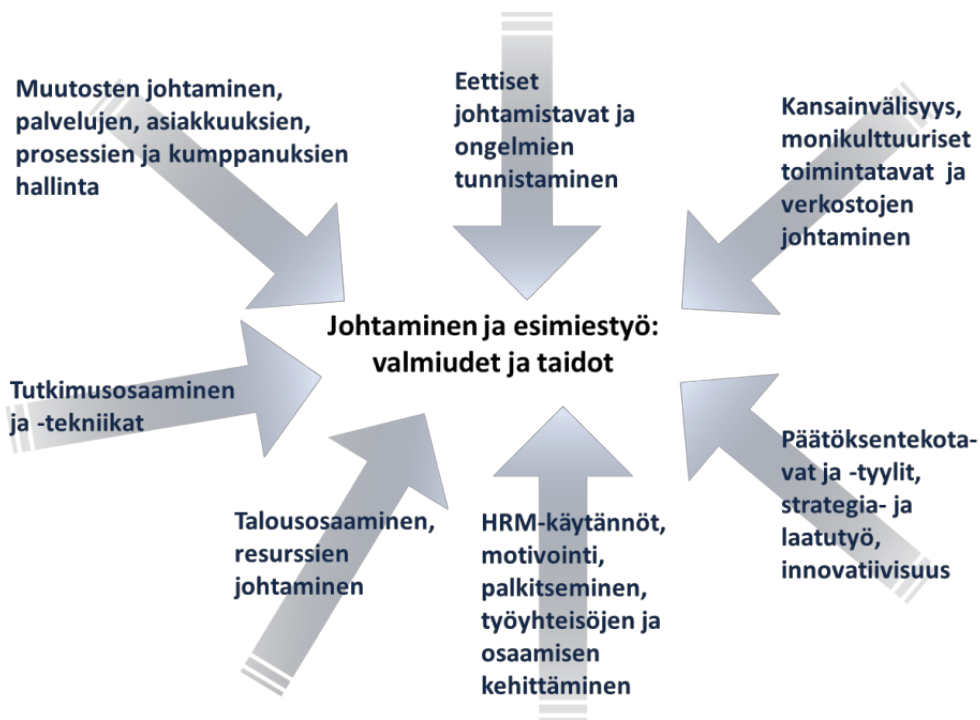 Muutosten johtaminen,
palvelujen, asiakkuuksien,
prosessien ja kumppanuksien
hallinta
Eettiset
johtamistavat ja
ongelmien
tunnistaminen
Kansainvälisyys,
monikulttuuriset
toimintatavat ja
verkostojen
johtaminen
Johtaminen ja esimiestyö:
valmiudet ja taidot
Tutkimusosaaminen
ja -tekniikat
Talousosaaminen,
resurssien
johtaminen
HRM-käytännöt,
motivointi,
palkitseminen,
työyhteisöjen ja
osaamisen
kehittäminen
Päätöksentekota-
vat ja -tyylit,
strategia- ja
laatutyö,
innovatiivisuus